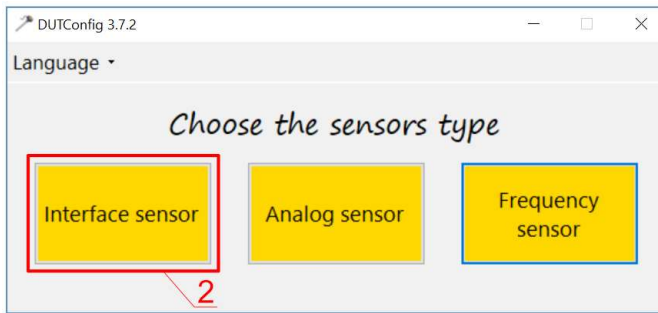 DUTConfig 3.7.2
Language
Choose the sensors type
Interface sensor
Analog sensor
Frequency
sensor
2